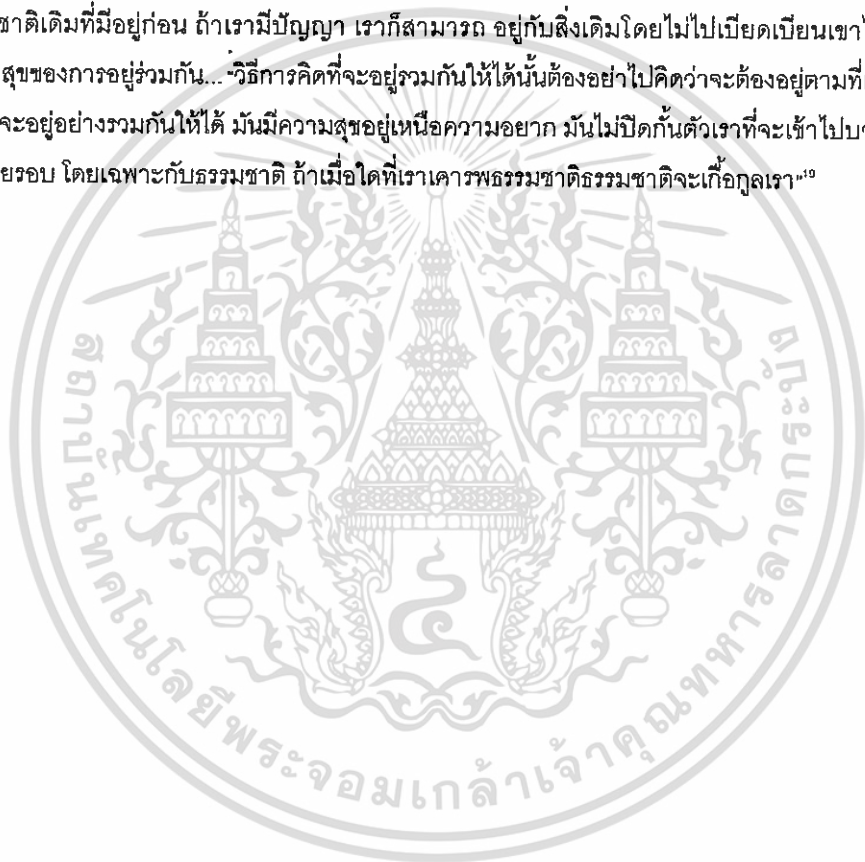 ชาติเดิมที่มีอยู่ก่อน ถ้าเรามีปัญญา เราก็สามารถ อยู่กับสิ่งเดิมโดยไม่ไปเบียดเบียนเขา
สุขของการอยู่ร่วมกัน... "วิธีการคิดที่จะอยู่รวมกันให้ได้นั้นต้องอย่าไปคิดว่าจะต้องอยู่ตามที่
จะอยู่อย่างรวมกันให้ได้ มันมีความสุขอยู่เหนือความอยาก มันไม่ปิดกั้นตัวเราที่จะเข้าไป
ยรอบ โดยเฉพาะกับธรรมชาติ ถ้าเมื่อใดที่เราเคารพธรรมชาติธรรมชาติจะเกื้อกูลเรา"¹⁹
สถาบันเทคโนโลยีพระจอมเกล้าเจ้าคุณทหารลาดกระบัง
๔